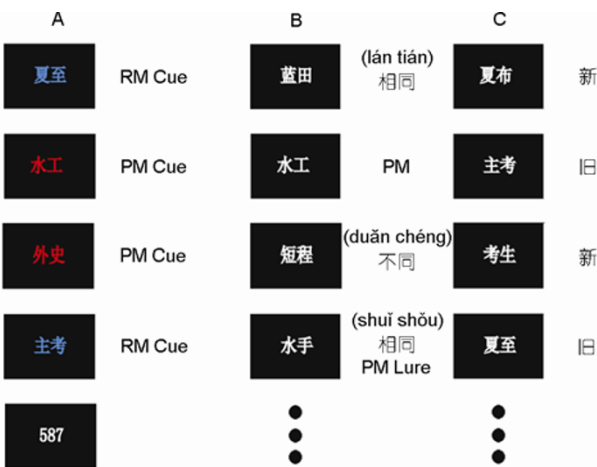 A B C
夏至 RM Cue 蓝田 (lán tián) 夏布 新
相同
水工 PM Cue 水工 PM 主考 旧
外史 PM Cue 短程 (duǎn chéng) 考生 新
不同
主考 RM Cue 水手 (shuǐ shǒu) 夏至 旧
相同
PM Lure
587